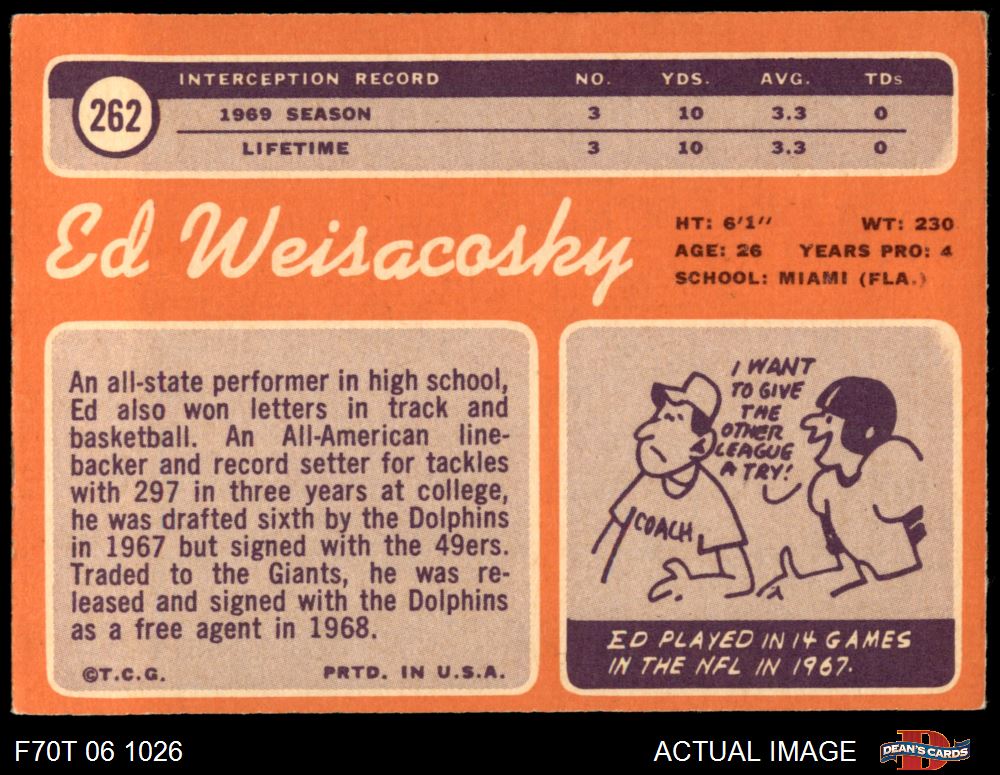 262
INTERCEPTION RECORD NO. YDS. AVG. TDs
1969 SEASON 3 10 3.3 0
LIFETIME 3 10 3.3 0
Ed Weisacosky
HT: 6'1" WT: 230
AGE: 26 YEARS PRO: 4
SCHOOL: MIAMI (FLA.)
An all-state performer in high school,
Ed also won letters in track and
basketball. An All-American line-
backer and record setter for tackles
with 297 in three years at college,
he was drafted sixth by the Dolphins
in 1967 but signed with the 49ers.
Traded to the Giants, he was re-
leased and signed with the Dolphins
as a free agent in 1968.
©T.C.G. PRTD. IN U.S.A.
I WANT
TO GIVE
THE
OTHER
LEAGUE
A TRY!
COACH
ED PLAYED IN 14 GAMES
IN THE NFL IN 1967.
F70T 06 1026 ACTUAL IMAGE D DEAN'S CARDS